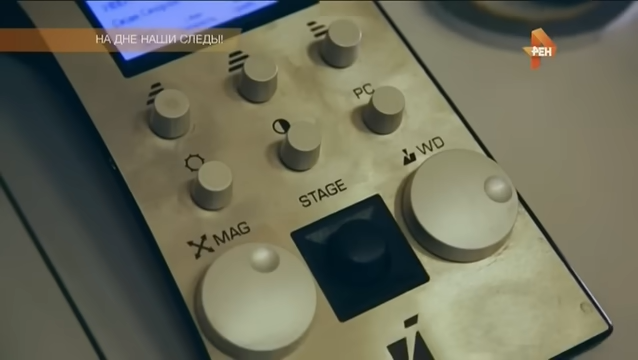 НА ДНЕ НАШИ СЛЕДЫ!
РЕН
PC
WD
STAGE
MAG